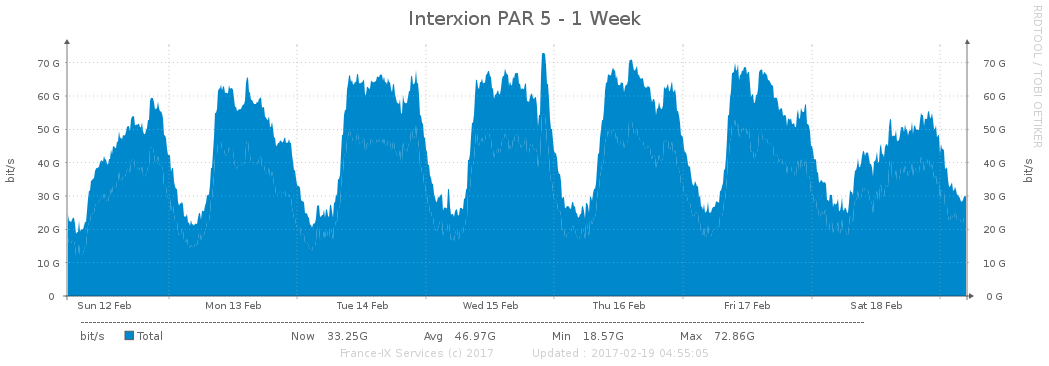 Interxion PAR 5 - 1 Week
RRDTOOL / TOBI OETIKER
70 G 70 G
60 G 60 G
50 G 50 G
40 G 40 G
30 G 30 G
20 G 20 G
10 G 10 G
0 0 G
bit/s bit/s
Sun 12 Feb Mon 13 Feb Tue 14 Feb Wed 15 Feb Thu 16 Feb Fri 17 Feb Sat 18 Feb
bit/s Total Now 33.25G Avg 46.97G Min 18.57G Max 72.86G
France-IX Services (c) 2017 Updated : 2017-02-19 04:55:05